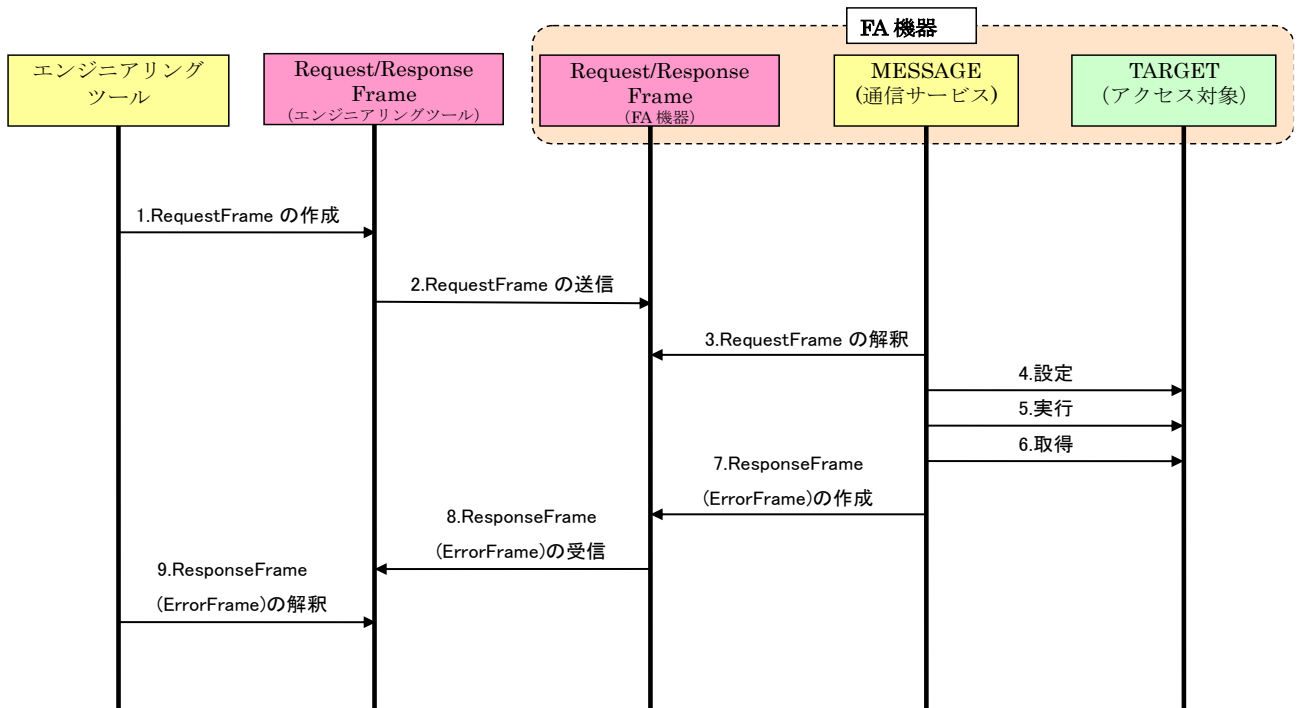 FA 機器
エンジニアリング
ツール
Request/Response
Frame
(エンジニアリングツール)
Request/Response
Frame
(FA 機器)
MESSAGE
(通信サービス)
TARGET
(アクセス対象)
1.RequestFrame の作成
2.RequestFrame の送信
3.RequestFrame の解釈
4.設定
5.実行
6.取得
7.ResponseFrame
(ErrorFrame)の作成
8.ResponseFrame
(ErrorFrame)の受信
9.ResponseFrame
(ErrorFrame)の解釈